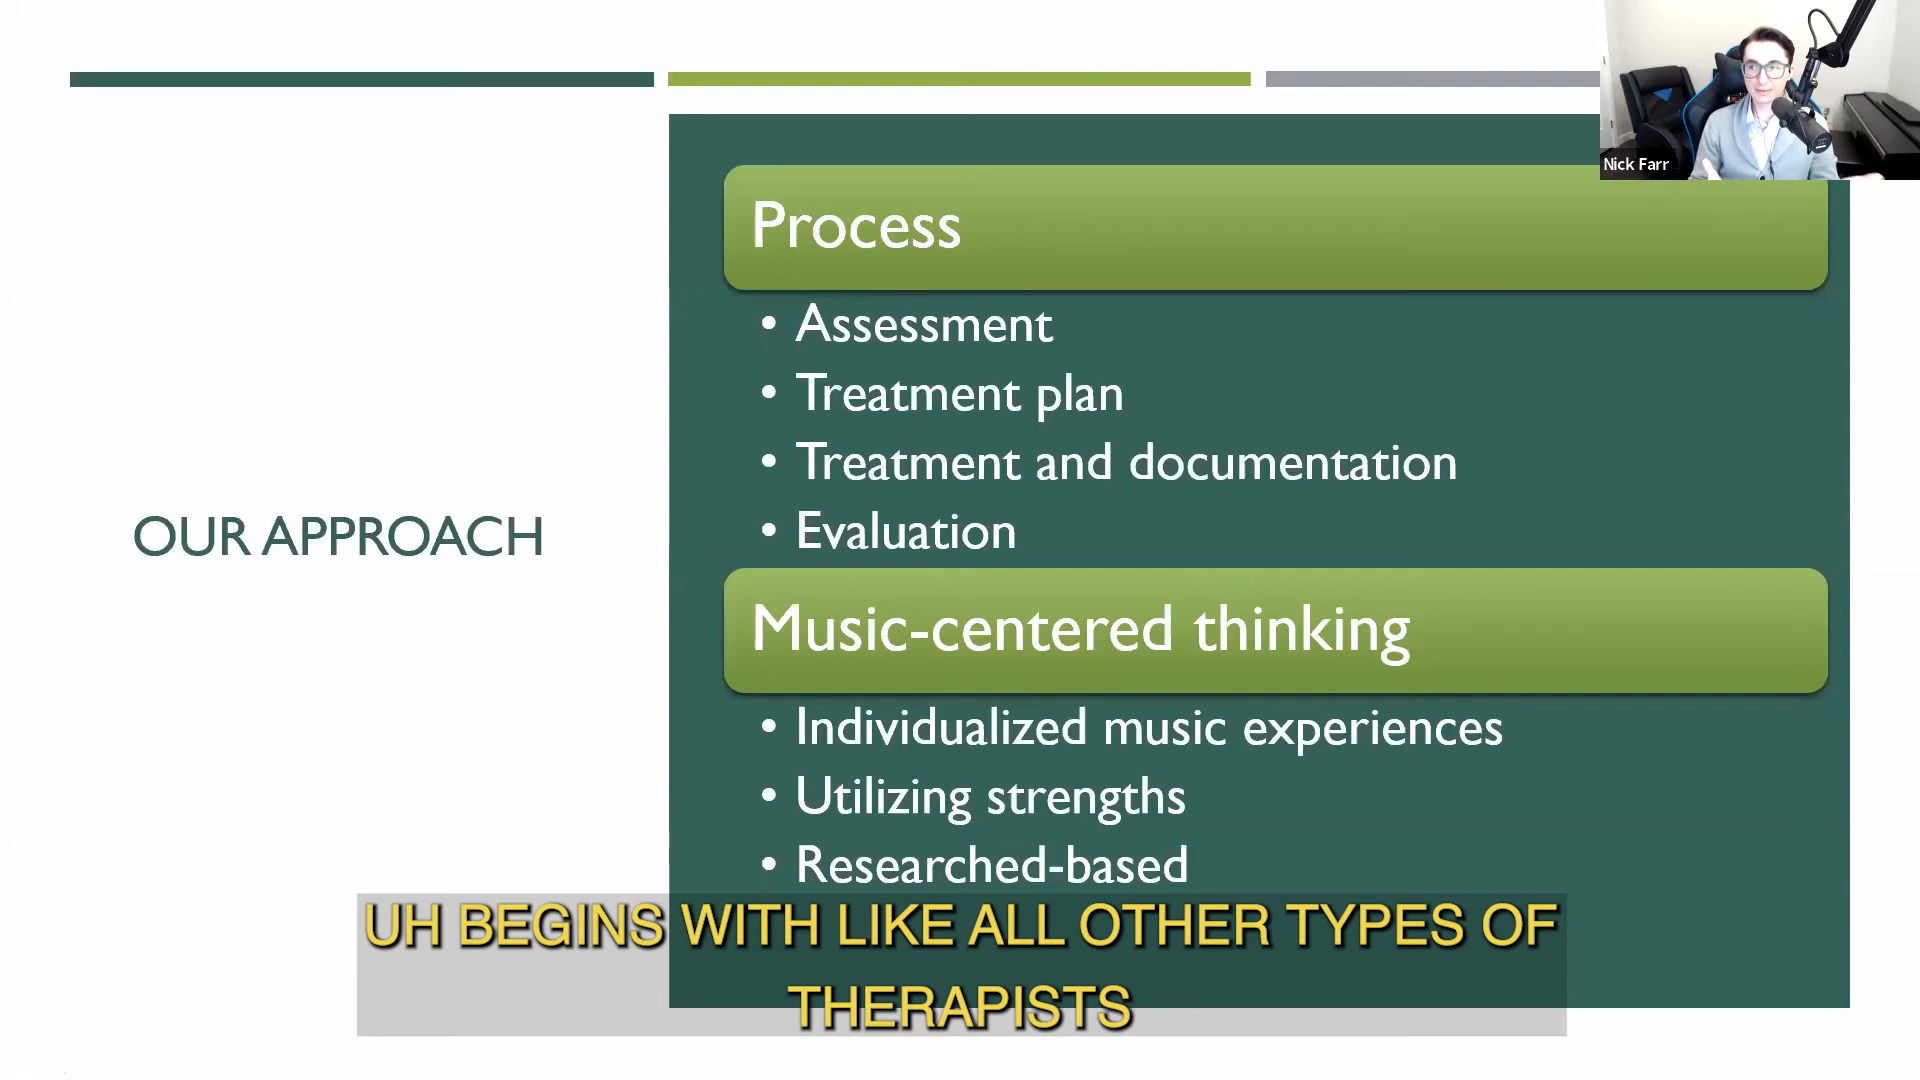 Nick Farr
Process
• Assessment
• Treatment plan
• Treatment and documentation
• Evaluation
OUR APPROACH
Music-centered thinking
• Individualized music experiences
• Utilizing strengths
• Researched-based
UH BEGINS WITH LIKE ALL OTHER TYPES OF
THERAPISTS